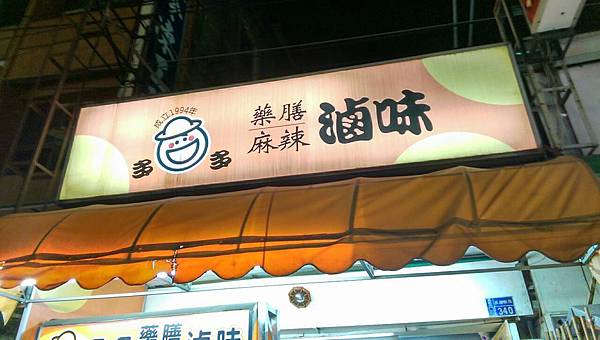 成立1994年
多多
藥膳
麻辣
滷味
340
藥膳
滷味